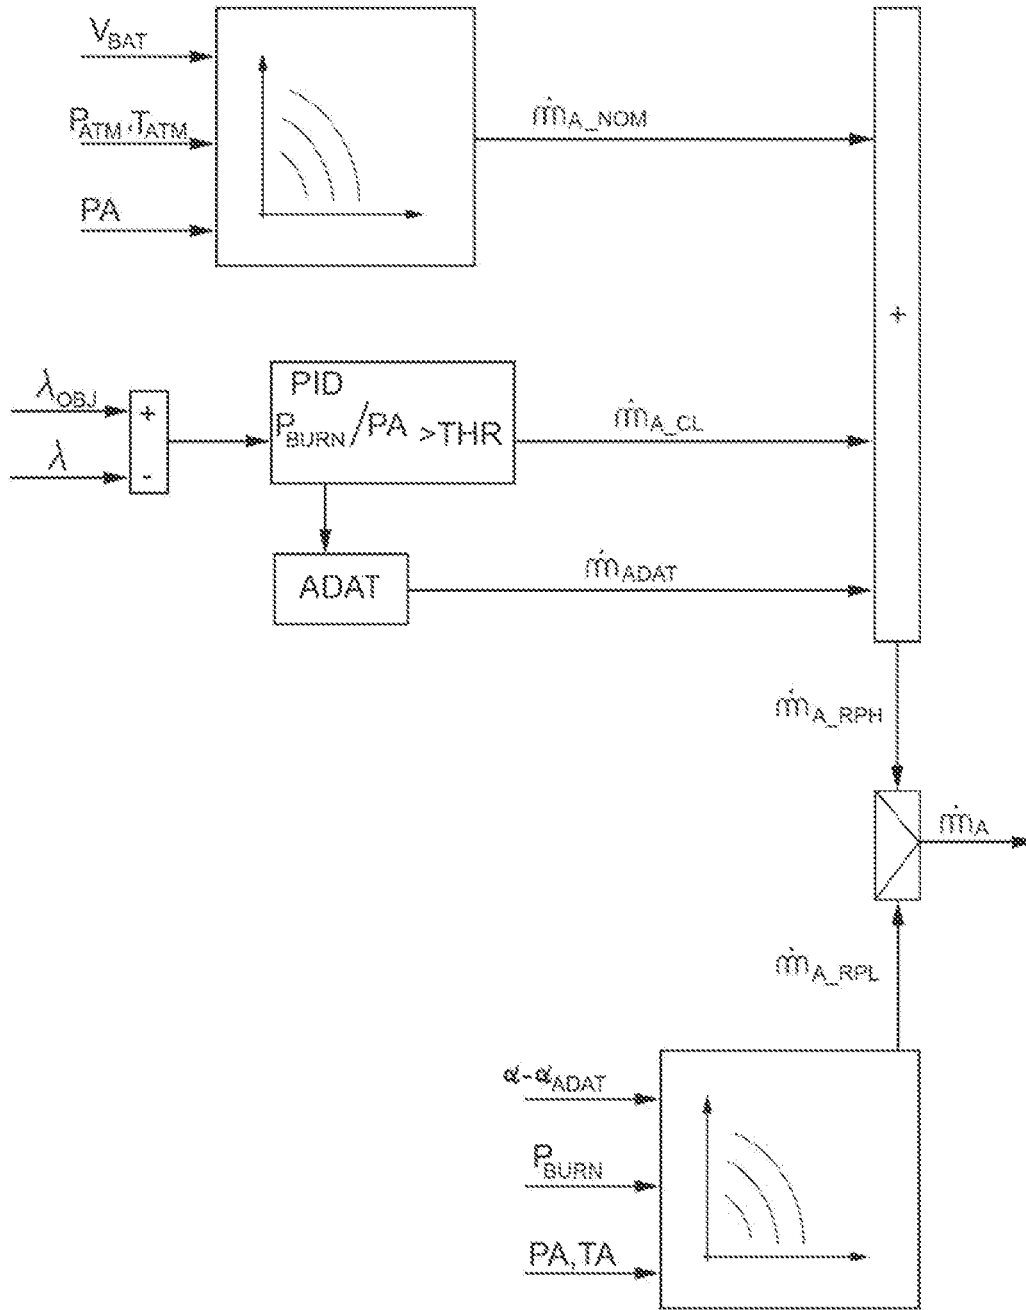 V_BAT
P_ATM, T_ATM
PA
ṁ_A_NOM
+
λ_OBJ
λ
+
-
PID
P_BURN/PA >THR
ṁ_A_CL
ADAT
ṁ_ADAT
ṁ_A_RPH
ṁ_A
ṁ_A_RPL
α-α_ADAT
P_BURN
PA,TA